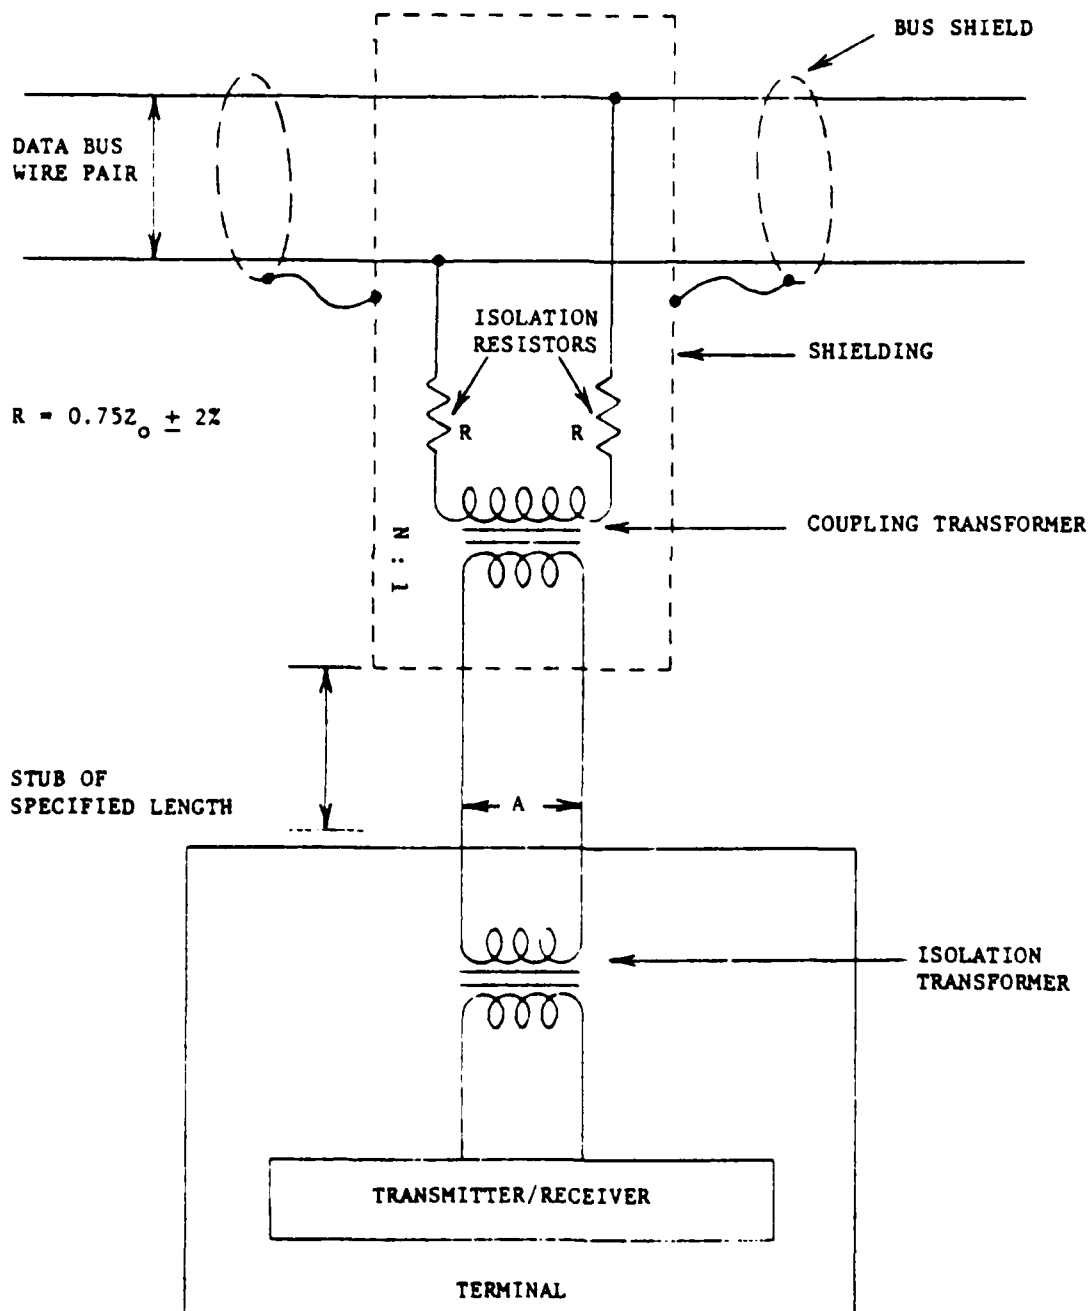 BUS SHIELD
DATA BUS
WIRE PAIR
ISOLATION
RESISTORS
SHIELDING
R = 0.75Z_o ± 2%
R
R
COUPLING TRANSFORMER
N : 1
STUB OF
SPECIFIED LENGTH
A
ISOLATION
TRANSFORMER
TRANSMITTER/RECEIVER
TERMINAL